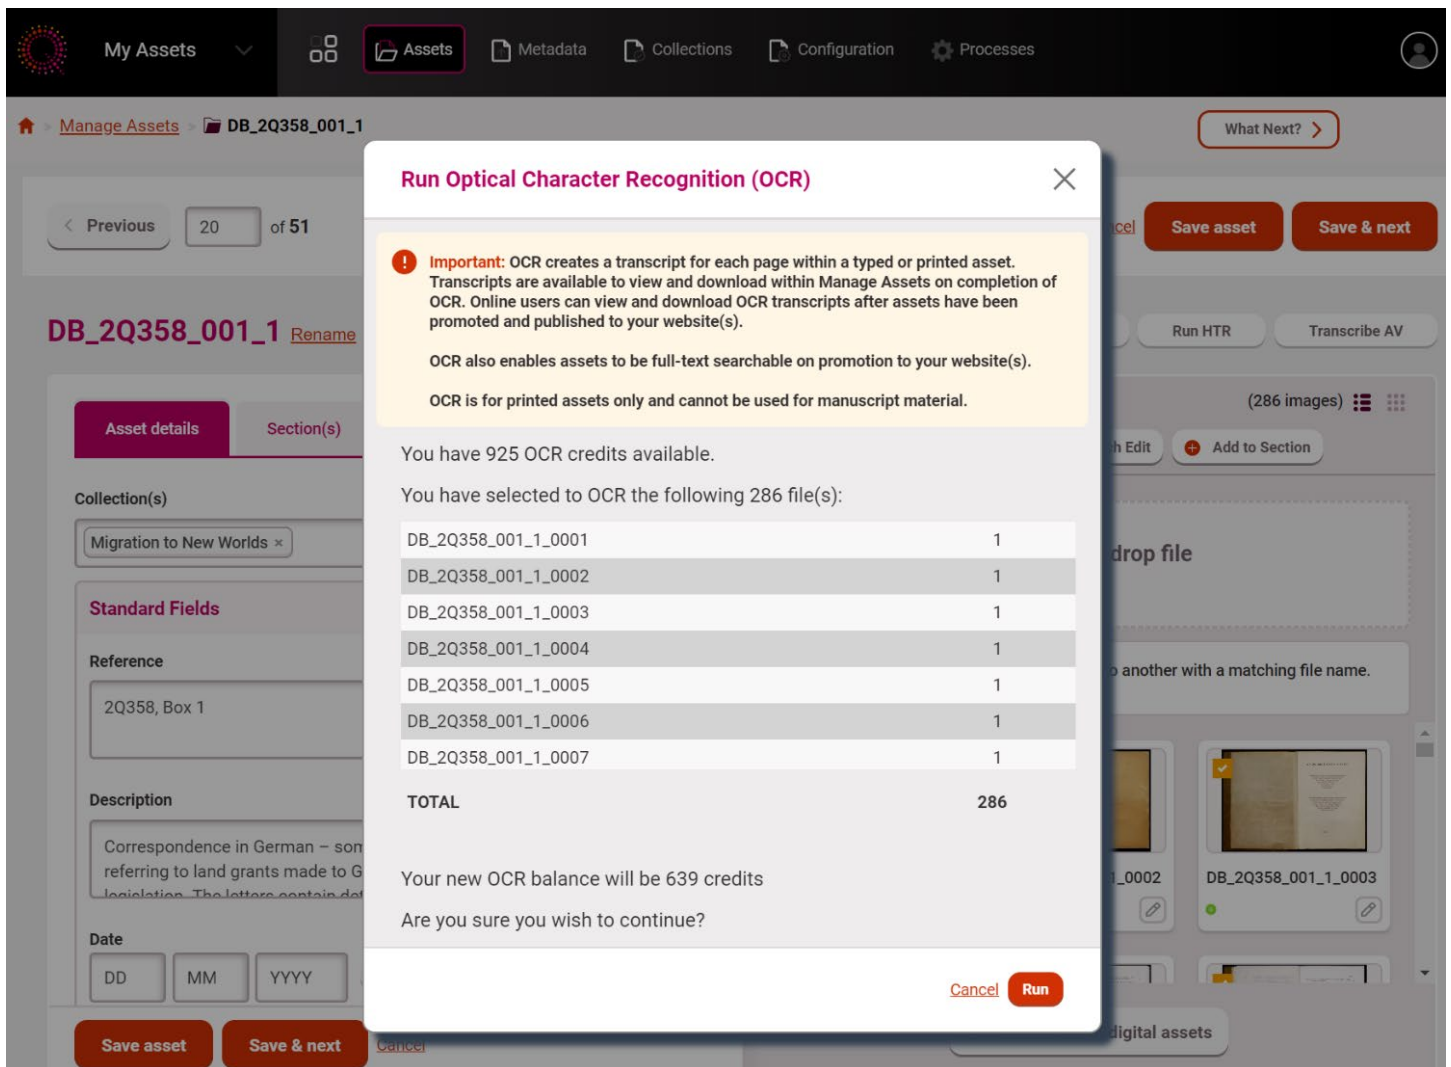 My Assets
Assets
Metadata
Collections
Configuration
Processes
Manage Assets
DB_2Q358_001_1
What Next?
Previous
20
of 51
Save asset
Save & next
DB_2Q358_001_1 Rename
Run HTR
Transcribe AV
Asset details
Section(s)
(286 images)
Edit
Add to Section
Collection(s)
Migration to New Worlds ×
drop file
Standard Fields
Reference
2Q358, Box 1
another with a matching file name.
Description
Correspondence in German –
referring to land grants made to
Date
DD
MM
YYYY
_0002
DB_2Q358_001_1_0003
Save asset
Save & next
Cancel
digital assets
Run Optical Character Recognition (OCR)
Important: OCR creates a transcript for each page within a typed or printed asset.
Transcripts are available to view and download within Manage Assets on completion of
OCR. Online users can view and download OCR transcripts after assets have been
promoted and published to your website(s).
OCR also enables assets to be full-text searchable on promotion to your website(s).
OCR is for printed assets only and cannot be used for manuscript material.
You have 925 OCR credits available.
You have selected to OCR the following 286 file(s):
DB_2Q358_001_1_0001 1
DB_2Q358_001_1_0002 1
DB_2Q358_001_1_0003 1
DB_2Q358_001_1_0004 1
DB_2Q358_001_1_0005 1
DB_2Q358_001_1_0006 1
DB_2Q358_001_1_0007 1
TOTAL 286
Your new OCR balance will be 639 credits
Are you sure you wish to continue?
Cancel
Run